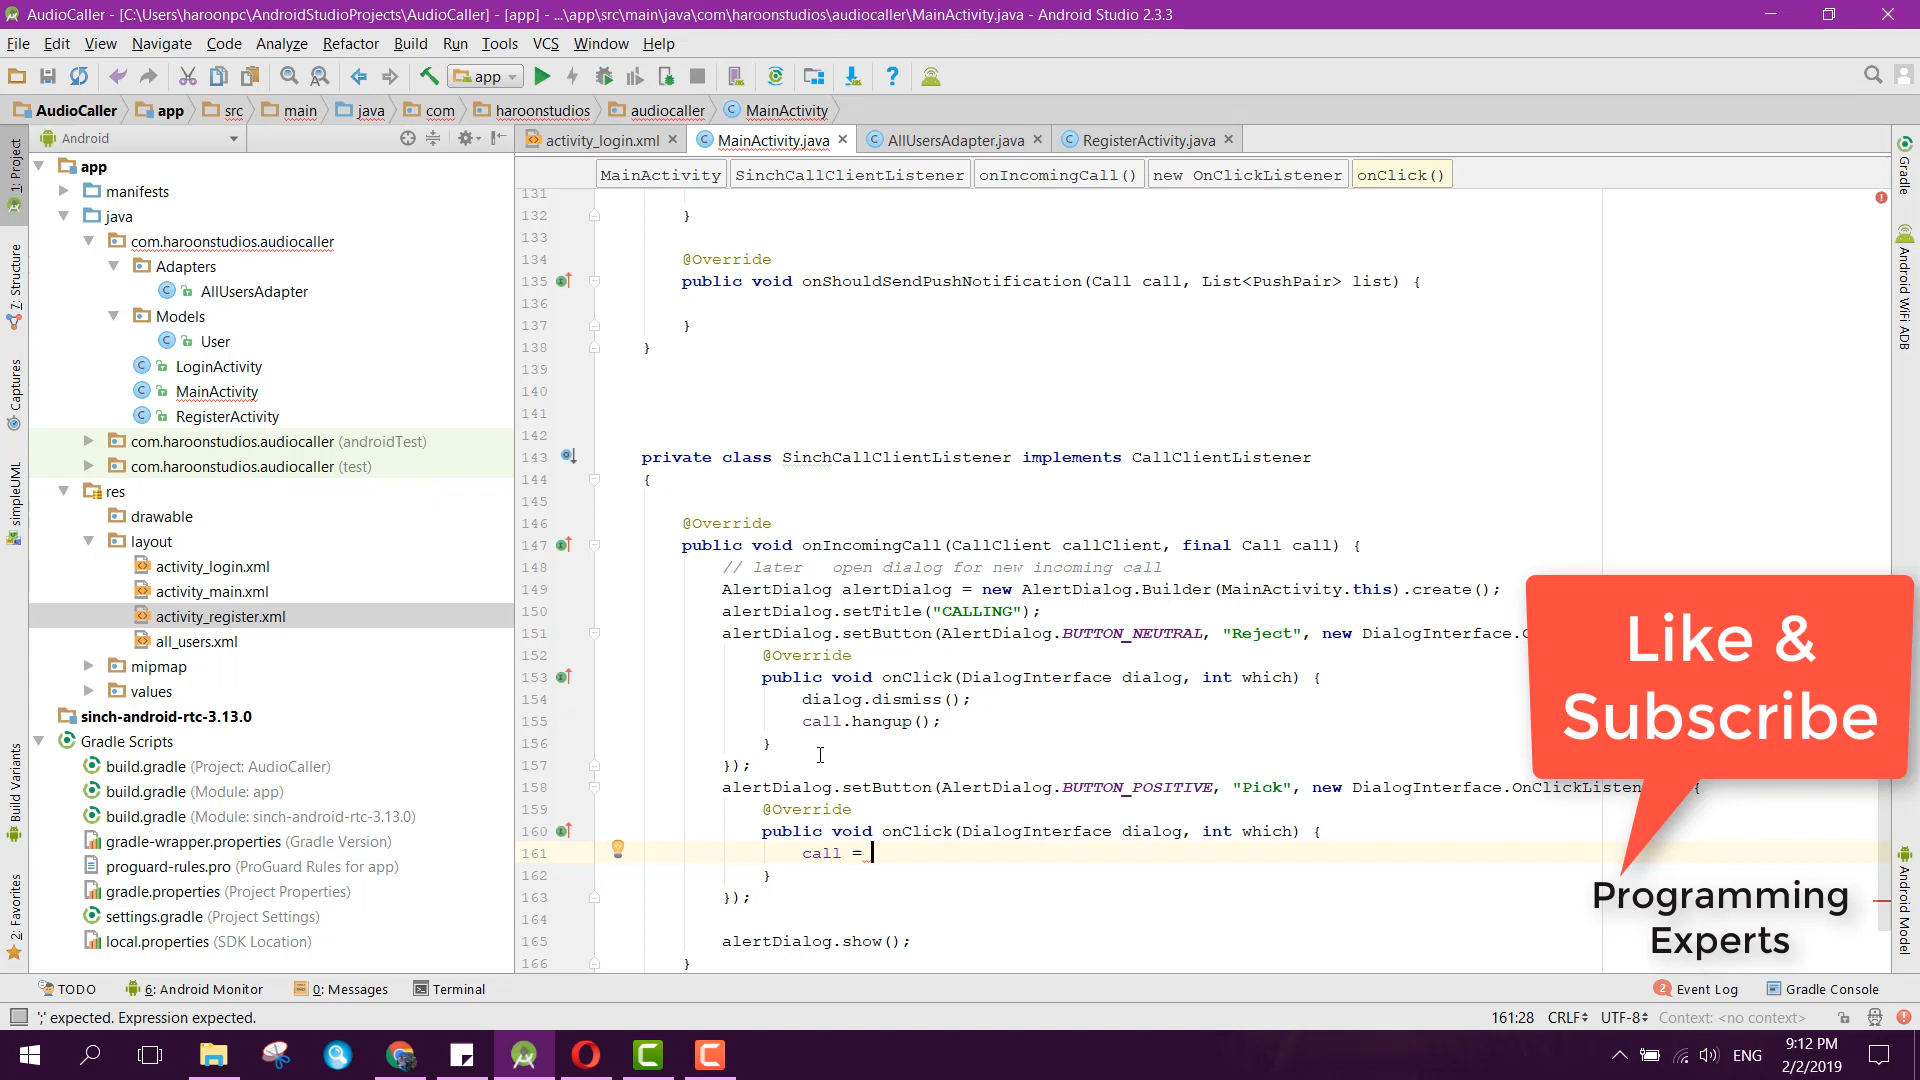 AudioCaller - [C:\Users\haroonpc\AndroidStudioProjects\AudioCaller] - [app] - ...\app\src\main\java\com\haroonstudios\audiocaller\MainActivity.java - Android Studio 2.3.3
File Edit View Navigate Code Analyze Refactor Build Run Tools VCS Window Help
app
AudioCaller app src main java com haroonstudios audiocaller MainActivity
Android
activity_login.xml MainActivity.java AllUsersAdapter.java RegisterActivity.java
MainActivity SinchCallClientListener onIncomingCall() new OnClickListener onClick()
1: Project
7: Structure
Captures
simpleUML
Build Variants
2: Favorites
app
manifests
java
com.haroonstudios.audiocaller
Adapters
AllUsersAdapter
Models
User
LoginActivity
MainActivity
RegisterActivity
com.haroonstudios.audiocaller (androidTest)
com.haroonstudios.audiocaller (test)
res
drawable
layout
activity_login.xml
activity_main.xml
activity_register.xml
all_users.xml
mipmap
values
sinch-android-rtc-3.13.0
Gradle Scripts
build.gradle (Project: AudioCaller)
build.gradle (Module: app)
build.gradle (Module: sinch-android-rtc-3.13.0)
gradle-wrapper.properties (Gradle Version)
proguard-rules.pro (ProGuard Rules for app)
gradle.properties (Project Properties)
settings.gradle (Project Settings)
local.properties (SDK Location)
131
132 }
133
134 @Override
135 public void onShouldSendPushNotification(Call call, List<PushPair> list) {
136
137 }
138 }
139
140
141
142
143 private class SinchCallClientListener implements CallClientListener
144 {
145
146 @Override
147 public void onIncomingCall(CallClient callClient, final Call call) {
148 // later open dialog for new incoming call
149 AlertDialog alertDialog = new AlertDialog.Builder(MainActivity.this).create();
150 alertDialog.setTitle("CALLING");
151 alertDialog.setButton(AlertDialog.BUTTON_NEUTRAL, "Reject", new DialogInterface.
152 @Override
153 public void onClick(DialogInterface dialog, int which) {
154 dialog.dismiss();
155 call.hangup();
156 }
157 });
158 alertDialog.setButton(AlertDialog.BUTTON_POSITIVE, "Pick", new DialogInterface.OnClickListen {
159 @Override
160 public void onClick(DialogInterface dialog, int which) {
161 call =
162 }
163 });
164
165 alertDialog.show();
166 }
Like &
Subscribe
Programming
Experts
Gradle
Android WiFi ADB
Android Model
TODO 6: Android Monitor 0: Messages Terminal 2 Event Log Gradle Console
';' expected. Expression expected. 161:28 CRLF UTF-8 Context: <no context>
ENG 9:12 PM
2/2/2019